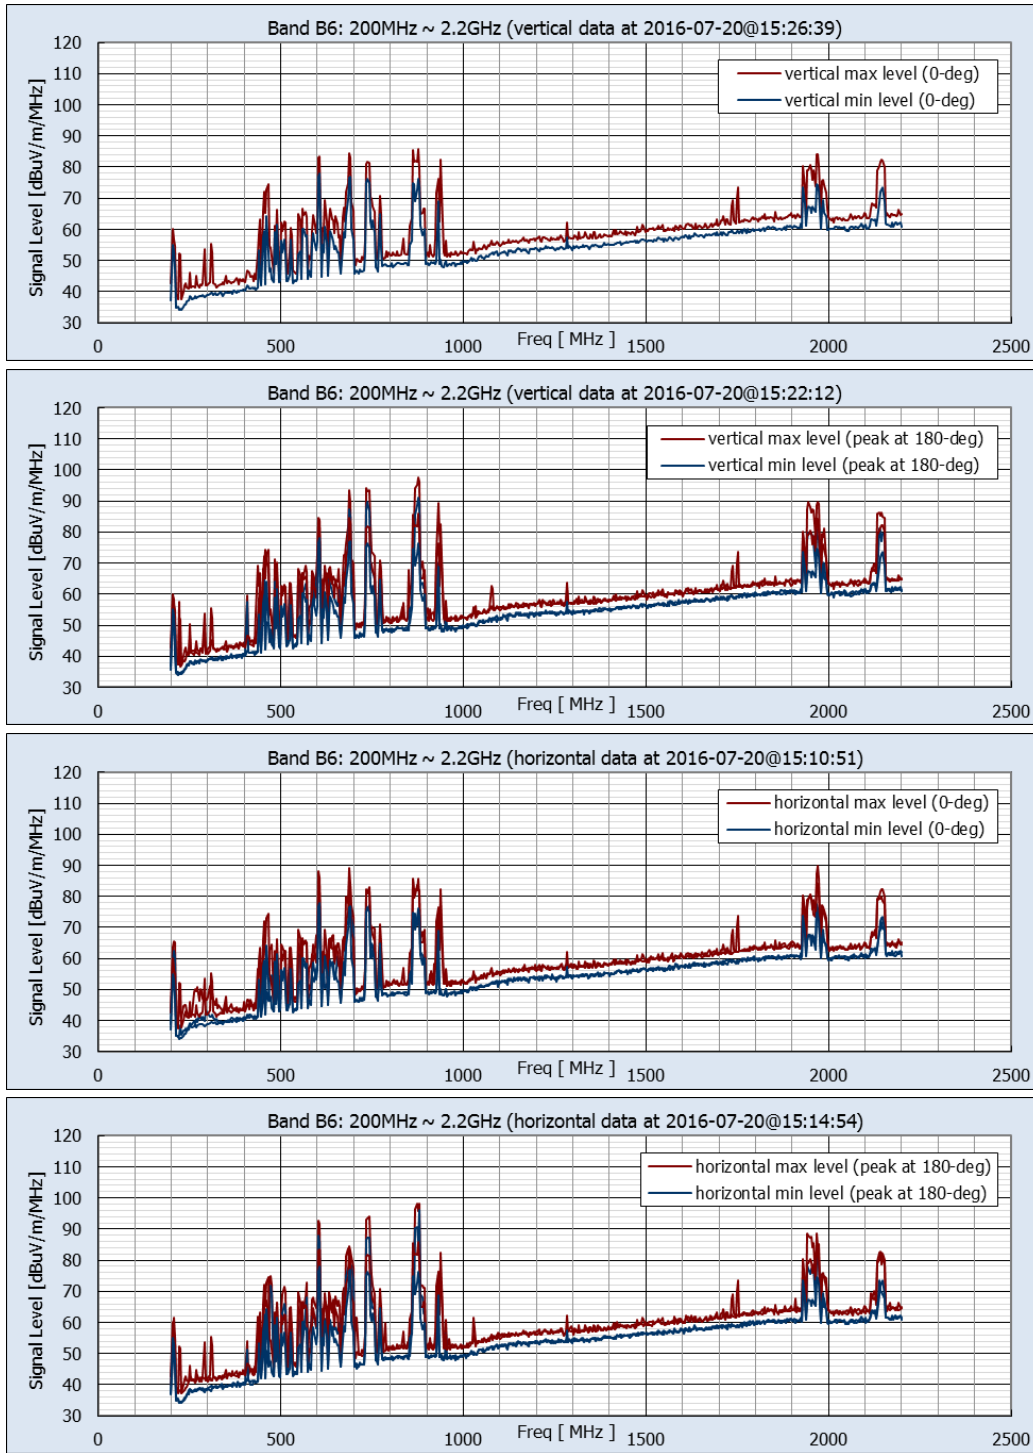 Band B6: 200MHz ~ 2.2GHz (vertical data at 2016-07-20@15:26:39)
Signal Level [dBuV/m/MHz]
120
110
100
90
80
70
60
50
40
30
vertical max level (0-deg)
vertical min level (0-deg)
0 500 1000 1500 2000 2500
Freq [ MHz ]
Band B6: 200MHz ~ 2.2GHz (vertical data at 2016-07-20@15:22:12)
Signal Level [dBuV/m/MHz]
120
110
100
90
80
70
60
50
40
30
vertical max level (peak at 180-deg)
vertical min level (peak at 180-deg)
0 500 1000 1500 2000 2500
Freq [ MHz ]
Band B6: 200MHz ~ 2.2GHz (horizontal data at 2016-07-20@15:10:51)
Signal Level [dBuV/m/MHz]
120
110
100
90
80
70
60
50
40
30
horizontal max level (0-deg)
horizontal min level (0-deg)
0 500 1000 1500 2000 2500
Freq [ MHz ]
Band B6: 200MHz ~ 2.2GHz (horizontal data at 2016-07-20@15:14:54)
Signal Level [dBuV/m/MHz]
120
110
100
90
80
70
60
50
40
30
horizontal max level (peak at 180-deg)
horizontal min level (peak at 180-deg)
0 500 1000 1500 2000 2500
Freq [ MHz ]